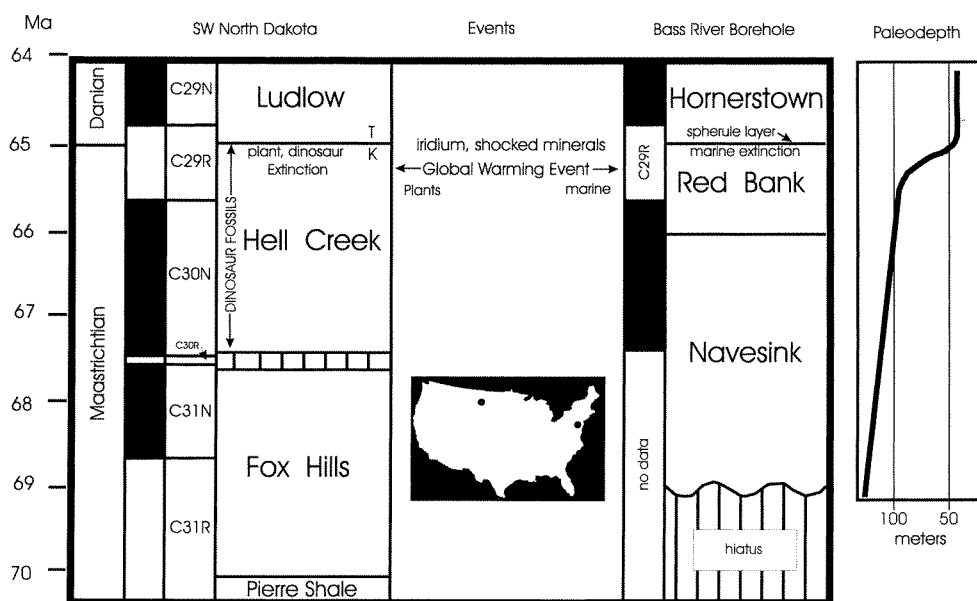 Ma
SW North Dakota
Events
Bass River Borehole
Paleodepth
64
65
66
67
68
69
70
Danian
Maastrichtian
C29N
C29R
C30N
C30R
C31N
C31R
Ludlow
T
K
plant, dinosaur
Extinction
DINOSAUR FOSSILS
Hell Creek
Fox Hills
Pierre Shale
iridium, shocked minerals
Global Warming Event
Plants
marine
C29R
no data
Hornerstown
spherule layer
marine extinction
Red Bank
Navesink
hiatus
100
50
meters